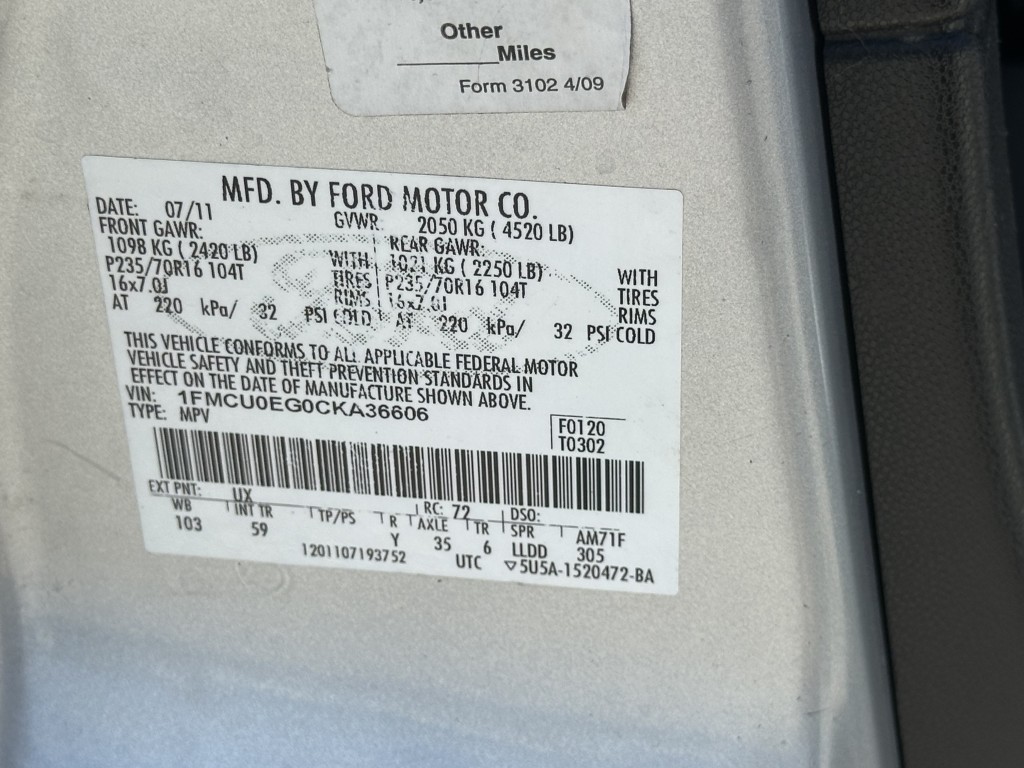 Other
Miles
Form 3102 4/09
MFD. BY FORD MOTOR CO.
DATE: 07/11 GVWR: 2050 KG ( 4520 LB)
FRONT GAWR: REAR GAWR:
1098 KG ( 2420 LB) WITH 1021 KG ( 2250 LB) WITH
P235/70R16 104T TIRES P235/70R16 104T TIRES
16x7.0J RIMS 16x7.0J RIMS
AT 220 kPa/ 32 PSI COLD AT 220 kPa/ 32 PSI COLD
THIS VEHICLE CONFORMS TO ALL APPLICABLE FEDERAL MOTOR
VEHICLE SAFETY AND THEFT PREVENTION STANDARDS IN
EFFECT ON THE DATE OF MANUFACTURE SHOWN ABOVE.
VIN: 1FMCU0EG0CKA36606
TYPE: MPV
F0120
T0302
EXT PNT: UX RC: 72 DSO:
WB INT TR TP/PS R AXLE TR SPR AM71F
103 59 Y 35 6 LLDD 305
1201107193752 UTC ▽5U5A-1520472-BA